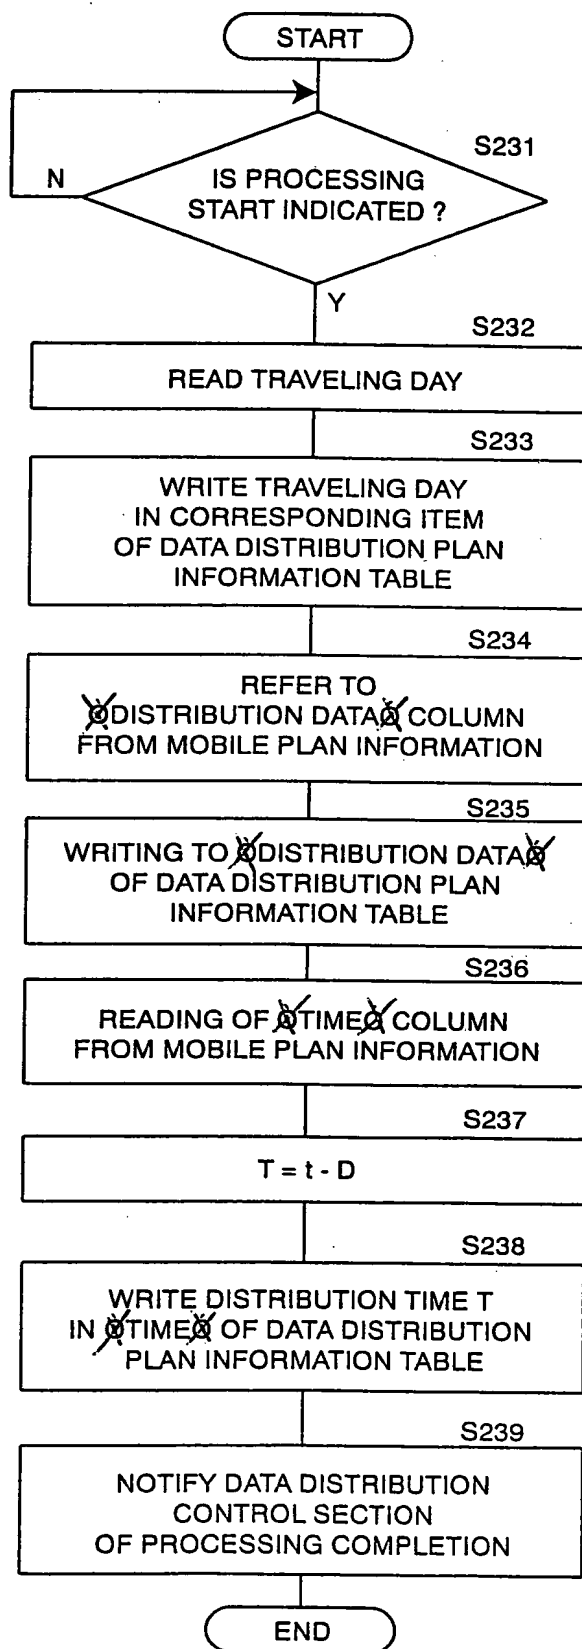 START
S231
N
IS PROCESSING
START INDICATED ?
Y
S232
READ TRAVELING DAY
S233
WRITE TRAVELING DAY
IN CORRESPONDING ITEM
OF DATA DISTRIBUTION PLAN
INFORMATION TABLE
S234
REFER TO
DISTRIBUTION DATA COLUMN
FROM MOBILE PLAN INFORMATION
S235
WRITING TO DISTRIBUTION DATA
OF DATA DISTRIBUTION PLAN
INFORMATION TABLE
S236
READING OF TIME COLUMN
FROM MOBILE PLAN INFORMATION
S237
T = t - D
S238
WRITE DISTRIBUTION TIME T
IN TIME OF DATA DISTRIBUTION
PLAN INFORMATION TABLE
S239
NOTIFY DATA DISTRIBUTION
CONTROL SECTION
OF PROCESSING COMPLETION
END